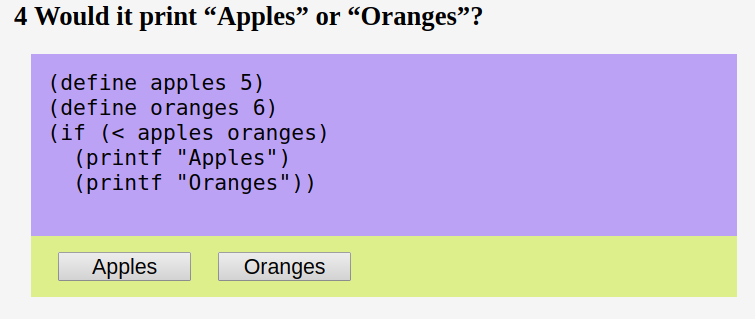 4 Would it print “Apples” or “Oranges”?
(define apples 5)
(define oranges 6)
(if (< apples oranges)
  (printf "Apples")
  (printf "Oranges"))
Apples Oranges